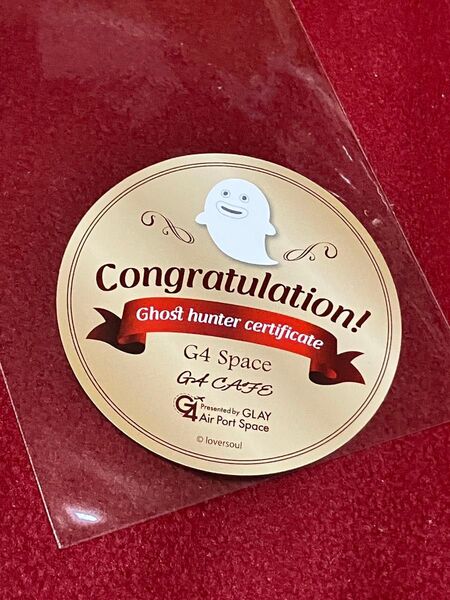 Congratulation!
Ghost hunter certificate
G4 Space
G4 CAFE
G4 Presented by GLAY
Air Port Space
© loversoul